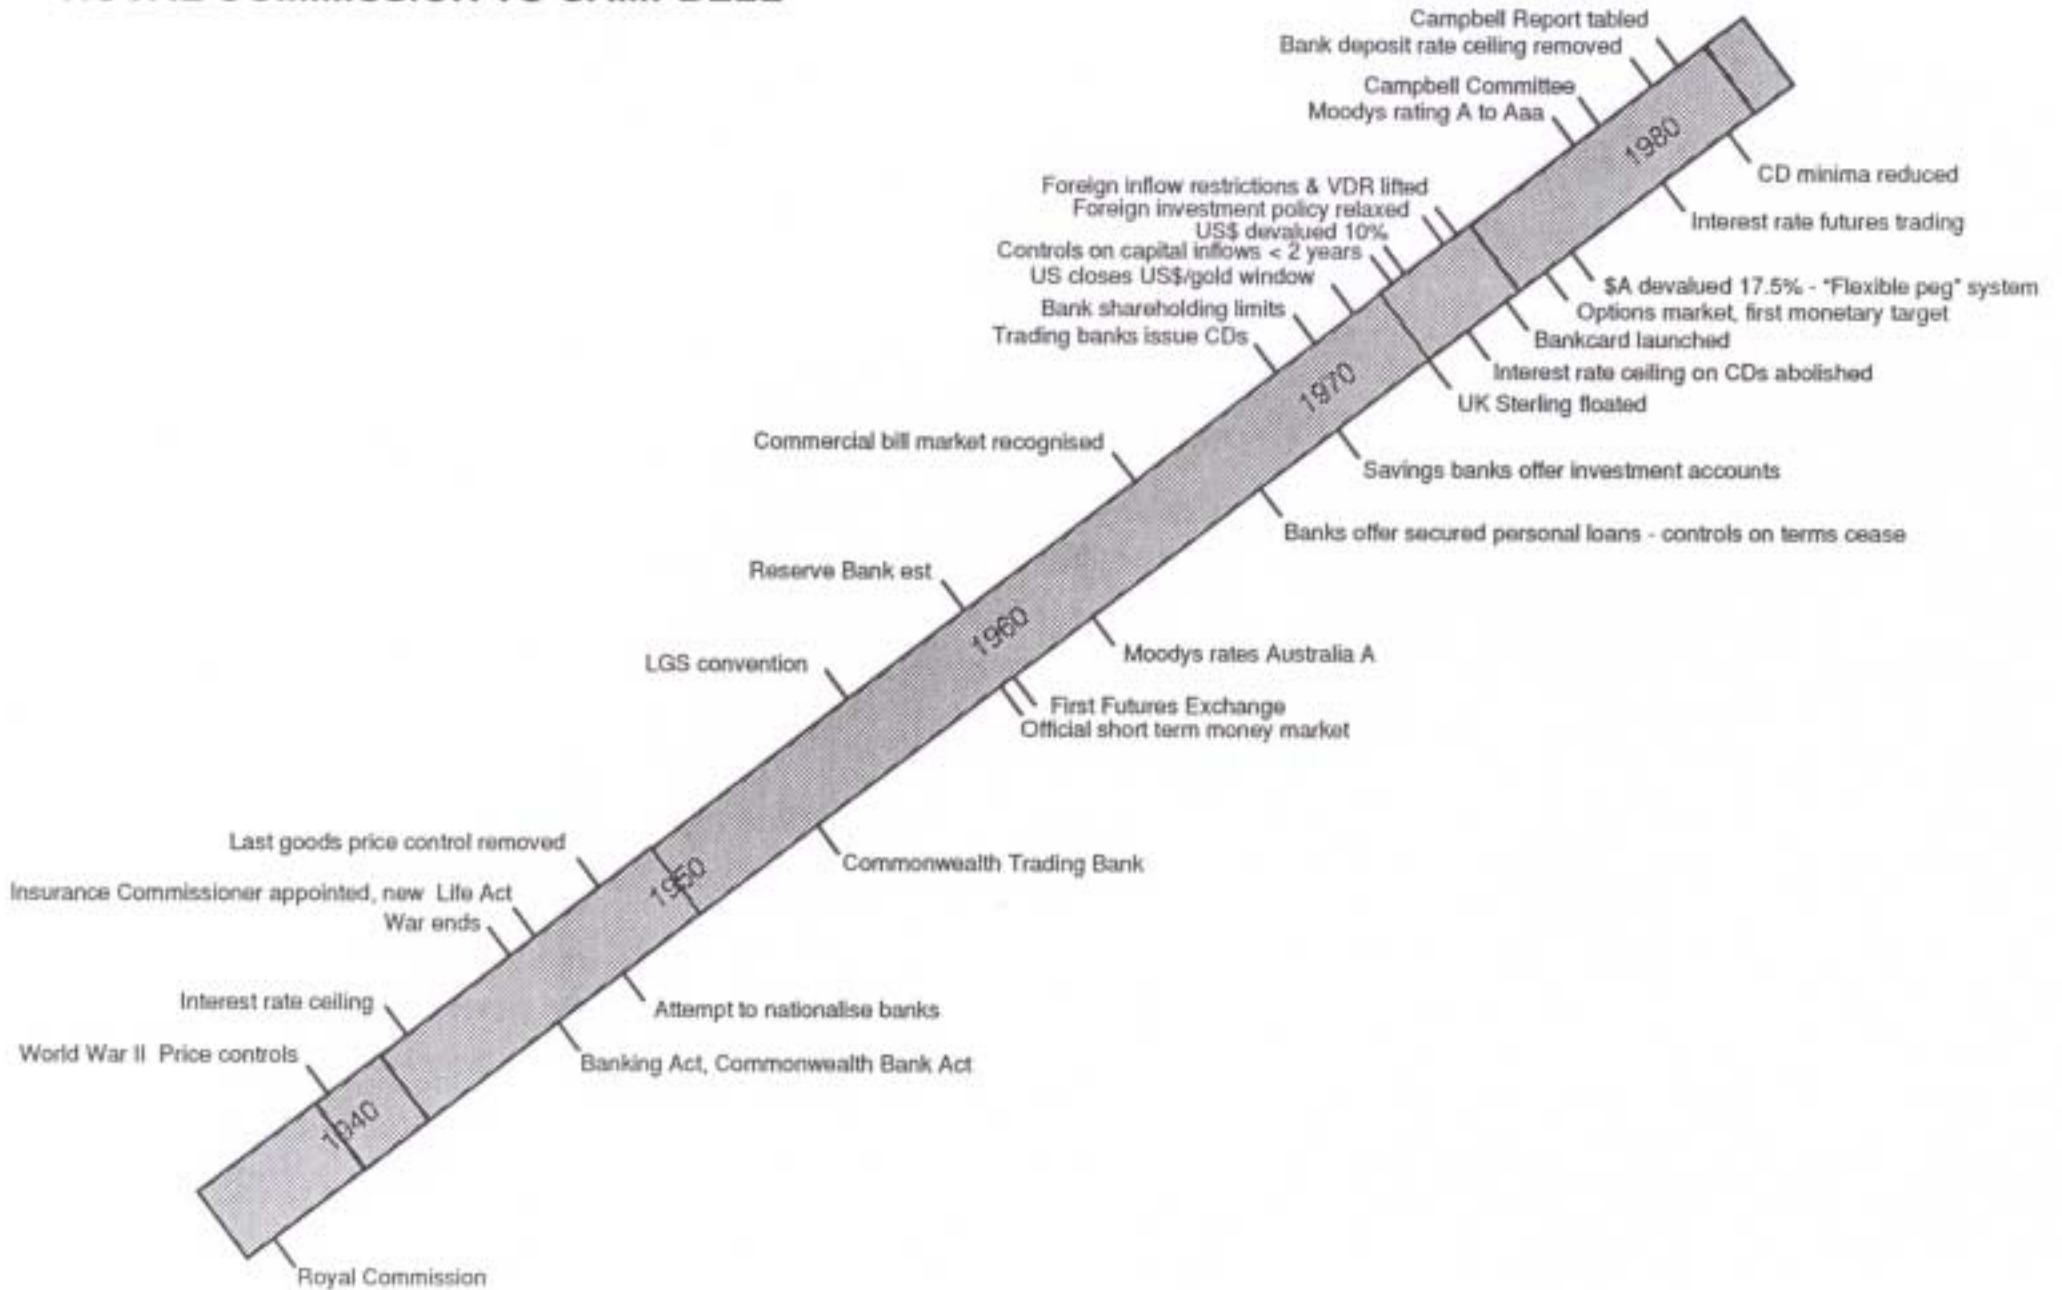 Campbell Report tabled
Bank deposit rate ceiling removed
Campbell Committee
Moodys rating A to Aaa
1980
CD minima reduced
Foreign inflow restrictions & VDR lifted
Foreign investment policy relaxed
Interest rate futures trading
US$ devalued 10%
Controls on capital inflows < 2 years
US closes US$/gold window
$A devalued 17.5% - "Flexible peg" system
Bank shareholding limits
Options market, first monetary target
Trading banks issue CDs
Bankcard launched
Interest rate ceiling on CDs abolished
1970
UK Sterling floated
Commercial bill market recognised
Savings banks offer investment accounts
Banks offer secured personal loans - controls on terms cease
Reserve Bank est
1960
Moodys rates Australia A
LGS convention
First Futures Exchange
Official short term money market
Last goods price control removed
Commonwealth Trading Bank
1950
Insurance Commissioner appointed, new Life Act
War ends
Interest rate ceiling
Attempt to nationalise banks
World War II Price controls
Banking Act, Commonwealth Bank Act
1940
Royal Commission